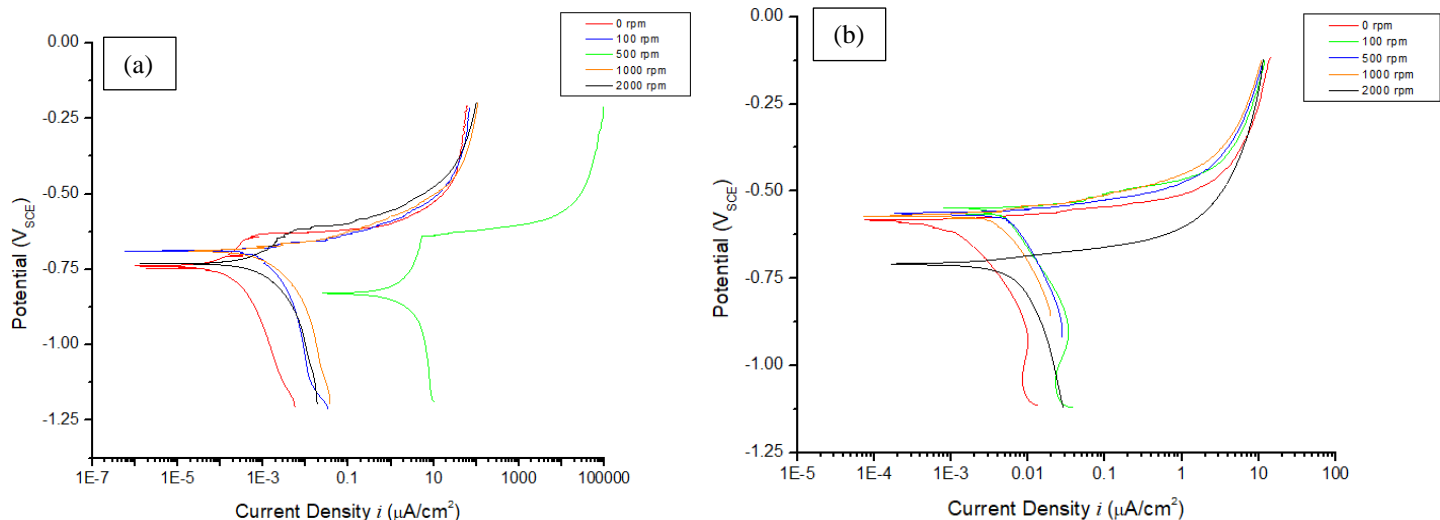 (a)
0 rpm
100 rpm
500 rpm
1000 rpm
2000 rpm
0.00
-0.25
-0.50
-0.75
-1.00
-1.25
Potential (V_SCE)
1E-7
1E-5
1E-3
0.1
10
1000
100000
Current Density i (μA/cm²)
(b)
0 rpm
100 rpm
500 rpm
1000 rpm
2000 rpm
0.00
-0.25
-0.50
-0.75
-1.00
-1.25
Potential (V_SCE)
1E-5
1E-4
1E-3
0.01
0.1
1
10
100
Current Density i (μA/cm²)